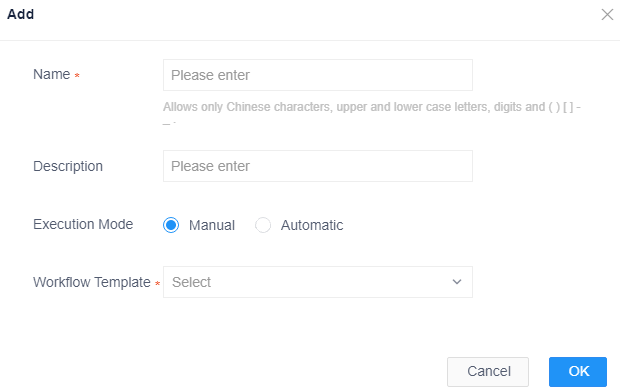 Add
Name *
Please enter
Allows only Chinese characters, upper and lower case letters, digits and ( ) [ ] -
_ .
Description
Please enter
Execution Mode
Manual
Automatic
Workflow Template *
Select
Cancel
OK